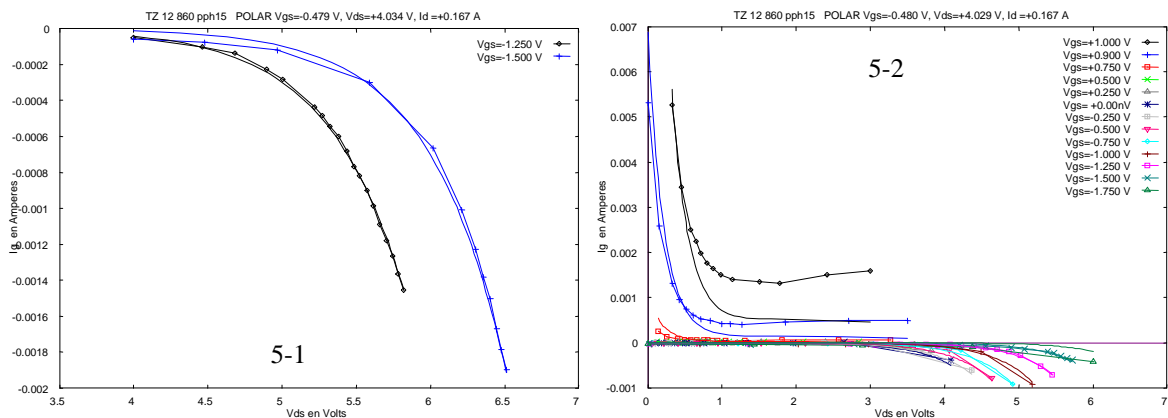 TZ 12 860 pph15 POLAR Vgs=-0.479 V, Vds=+4.034 V, Id =+0.167 A
0
-0.0002
-0.0004
-0.0006
-0.0008
-0.001
-0.0012
-0.0014
-0.0016
-0.0018
-0.002
Ig en Amperes
Vgs=-1.250 V
Vgs=-1.500 V
5-1
3.5 4 4.5 5 5.5 6 6.5 7
Vds en Volts
TZ 12 860 pph15 POLAR Vgs=-0.480 V, Vds=+4.029 V, Id =+0.167 A
0.007
0.006
0.005
0.004
0.003
0.002
0.001
0
-0.001
Ig en Amperes
5-2
Vgs=+1.000 V
Vgs=+0.900 V
Vgs=+0.750 V
Vgs=+0.500 V
Vgs=+0.250 V
Vgs= +0.00nV
Vgs=-0.250 V
Vgs=-0.500 V
Vgs=-0.750 V
Vgs=-1.000 V
Vgs=-1.250 V
Vgs=-1.500 V
Vgs=-1.750 V
0 1 2 3 4 5 6 7
Vds en Volts